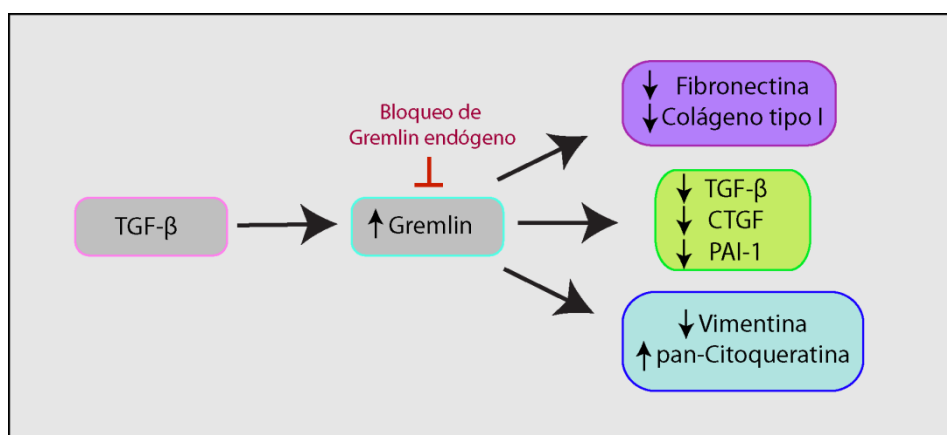 Bloqueo de
Gremlin endógeno
TGF-β
↑ Gremlin
↓ Fibronectina
↓ Colágeno tipo I
↓ TGF-β
↓ CTGF
↓ PAI-1
↓ Vimentina
↑ pan-Citoqueratina